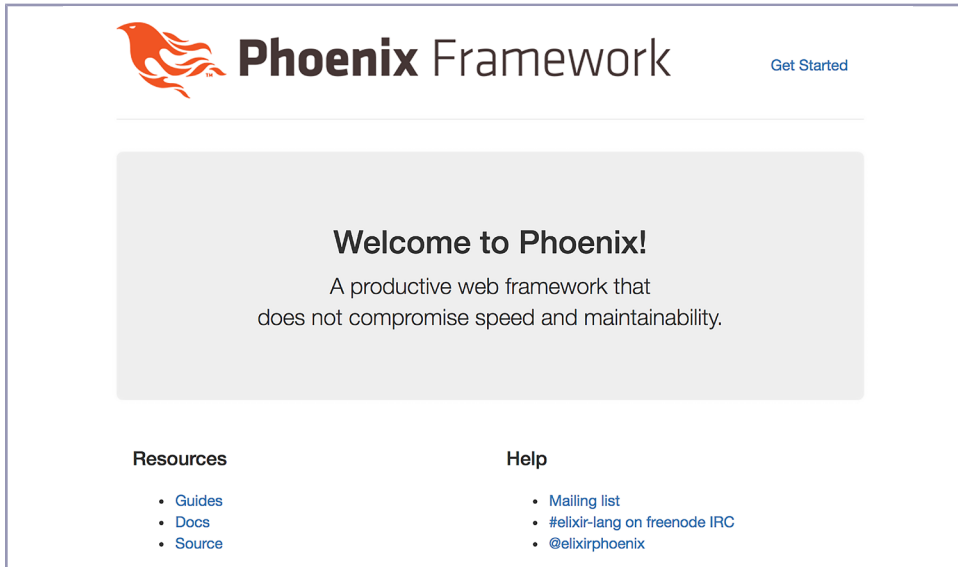 Phoenix Framework
TM
Get Started
Welcome to Phoenix!
A productive web framework that
does not compromise speed and maintainability.
Resources
Guides
Docs
Source
Help
Mailing list
#elixir-lang on freenode IRC
@elixirphoenix